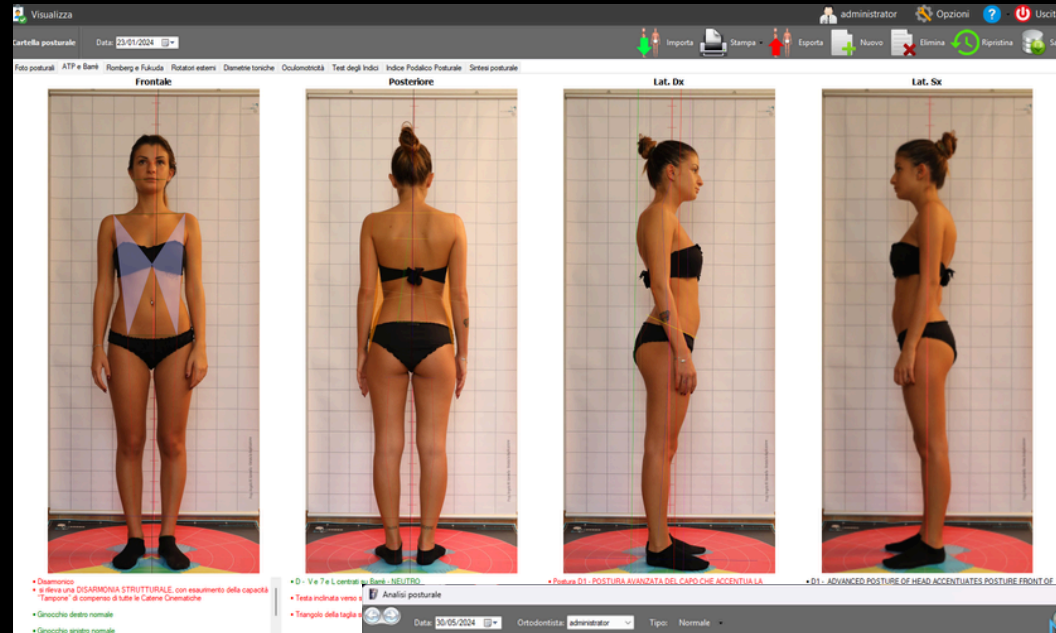 Visualizza
administrator
Opzioni
?
Uscit
Cartella posturale
Data: 23/01/2024
Importa
Stampa
Esporta
Nuovo
Elimina
Ripristina
Foto posturali
ATP e Barré
Romberg e Fukuda
Rotatori esterni
Diametrie toniche
Oculomotricità
Test degli Indici
Indice Podalico Posturale
Sintesi posturale
Frontale
Posteriore
Lat. Dx
Lat. Sx
• Disarmonico
• si rileva una DISARMONIA STRUTTURALE, con esaurimento della capacità
"Tampone" di compenso di tutte le Catene Cinematiche.
• Ginocchio destro normale
• Ginocchio sinistro normale
• D - V e 7 e L centrati su Barré - NEUTRO
• Testa inclinata verso
• Triangolo della taglia
• Postura D1 - POSTURA AVANZATA DEL CAPO CHE ACCENTUA LA
• D1 - ADVANCED POSTURE OF HEAD ACCENTUATES POSTURE FRONT OF
Analisi posturale
Data: 30/05/2024
Ortodontista: administrator
Tipo: Normale